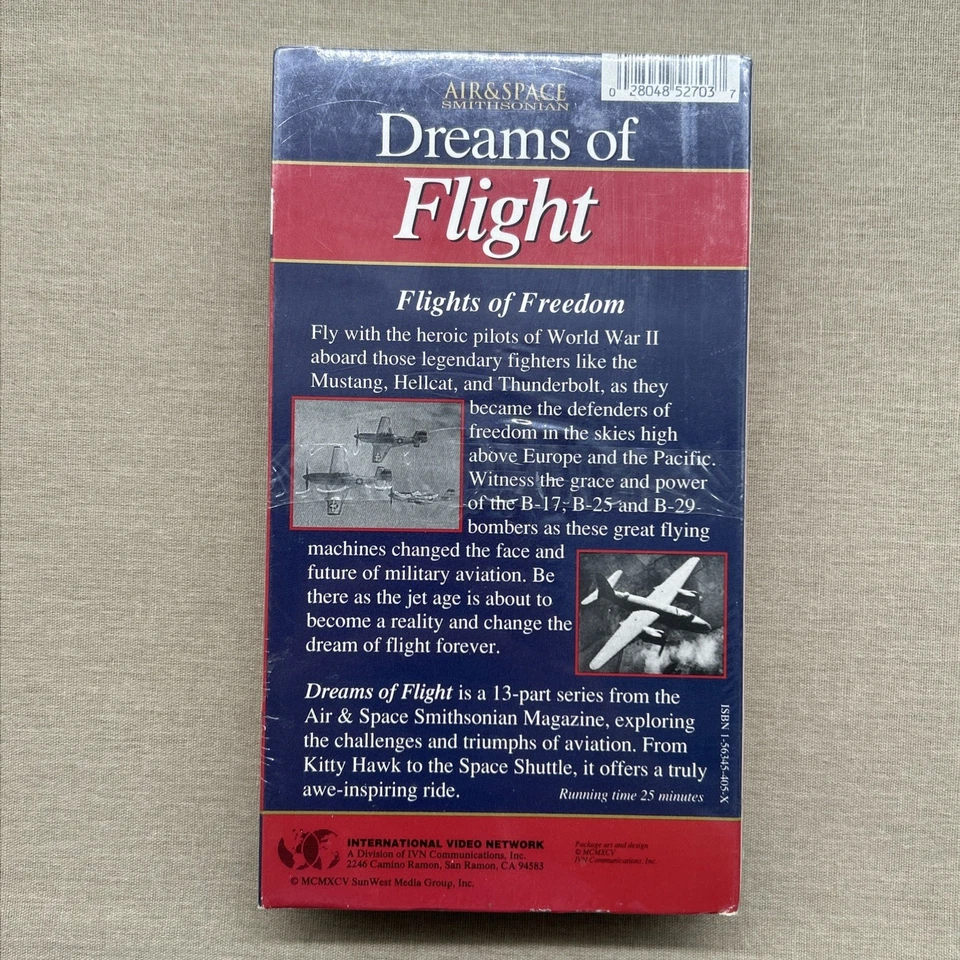 0 28048 52703 7
AIR&SPACE
SMITHSONIAN
Dreams of
Flight
Flights of Freedom
Fly with the heroic pilots of World War II
aboard those legendary fighters like the
Mustang, Hellcat, and Thunderbolt, as they
became the defenders of
freedom in the skies high
above Europe and the Pacific.
Witness the grace and power
of the B-17, B-25 and B-29
bombers as these great flying
machines changed the face and
future of military aviation. Be
there as the jet age is about to
become a reality and change the
dream of flight forever.
Dreams of Flight is a 13-part series from the
Air & Space Smithsonian Magazine, exploring
the challenges and triumphs of aviation. From
Kitty Hawk to the Space Shuttle, it offers a truly
awe-inspiring ride.
Running time 25 minutes
ISBN 1-56345-405-X
INTERNATIONAL VIDEO NETWORK
A Division of IVN Communications, Inc.
2246 Camino Ramon, San Ramon, CA 94583
© MCMXCV SunWest Media Group, Inc.
Package art and design
© MCMXCV
IVN Communications, Inc.